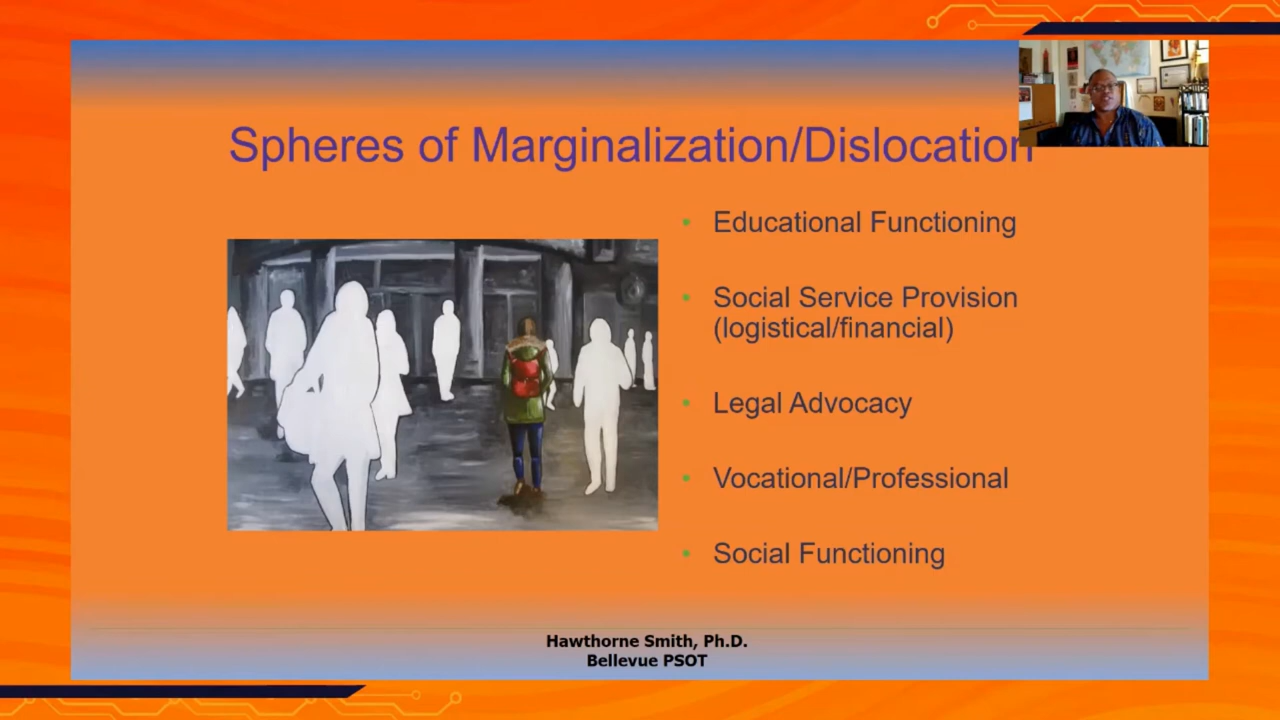 Spheres of Marginalization/Dislocation
• Educational Functioning
• Social Service Provision
(logistical/financial)
• Legal Advocacy
• Vocational/Professional
• Social Functioning
Hawthorne Smith, Ph.D.
Bellevue PSOT